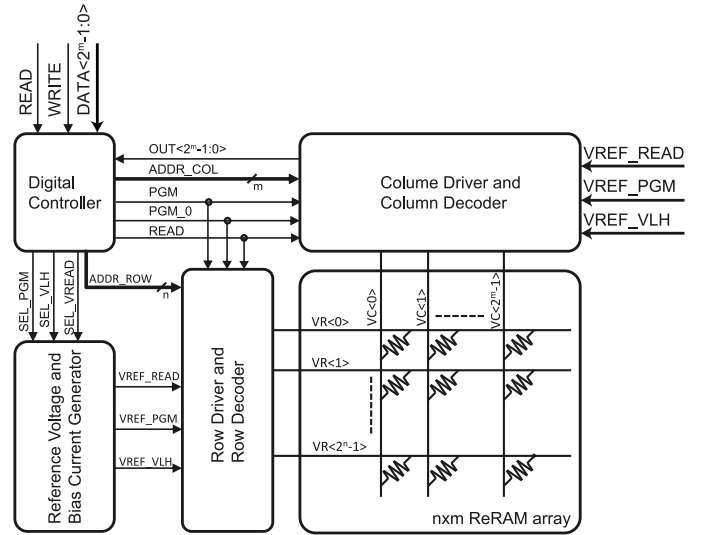 READ
WRITE
DATA<2ᵐ-1:0>
Digital
Controller
OUT<2ᵐ-1:0>
ADDR_COL
m
PGM
PGM_0
READ
Colume Driver and
Column Decoder
VREF_READ
VREF_PGM
VREF_VLH
SEL_PGM
SEL_VLH
SEL_VREAD
ADDR_ROW
n
Reference Voltage and
Bias Current Generator
VREF_READ
VREF_PGM
VREF_VLH
Row Driver and
Row Decoder
VC<0>
VC<1>
VC<2ᵐ-1>
VR<0>
VR<1>
VR<2ⁿ-1>
nxm ReRAM array